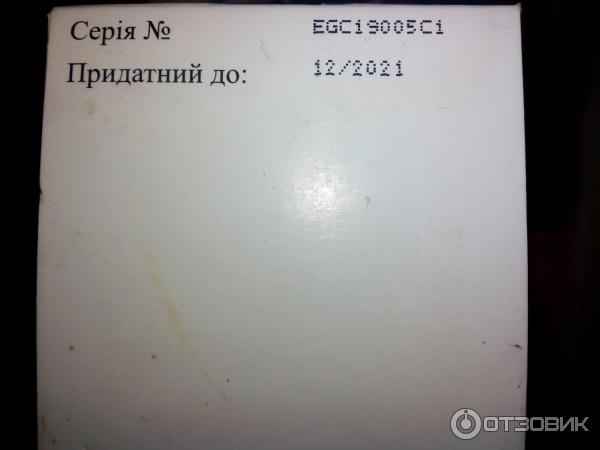 Серія № EGC19005C1
Придатний до: 12/2021
ОТЗОВИК